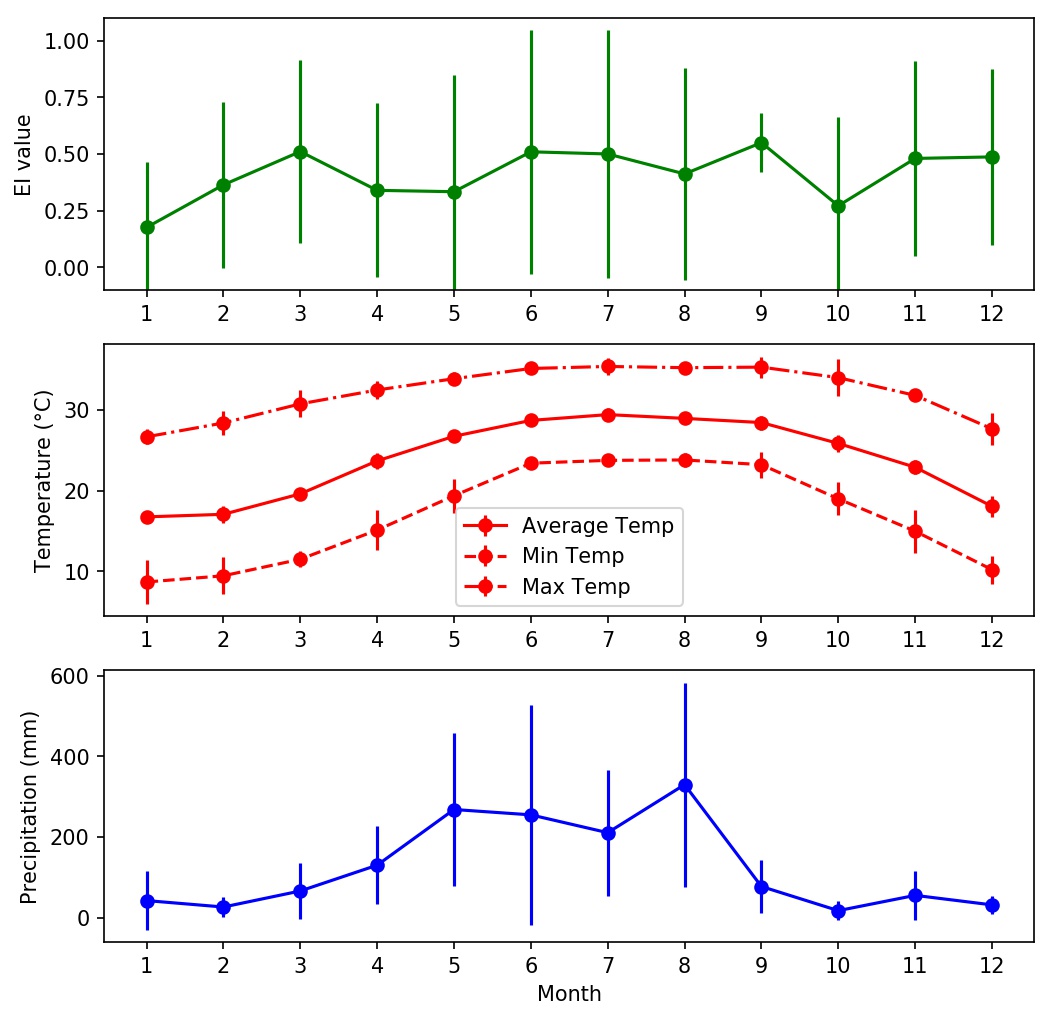 EI value
1.00
0.75
0.50
0.25
0.00
1 2 3 4 5 6 7 8 9 10 11 12
Temperature (°C)
30
20
10
Average Temp
Min Temp
Max Temp
1 2 3 4 5 6 7 8 9 10 11 12
Precipitation (mm)
600
400
200
0
1 2 3 4 5 6 7 8 9 10 11 12
Month